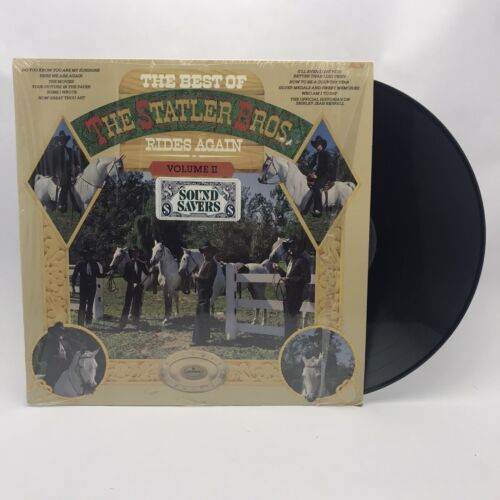 DO YOU KNOW YOU ARE MY SUNSHINE
HERE WE ARE AGAIN
THE MOVIES
YOUR PICTURE IN THE PAPER
SOME I WROTE
HOW GREAT THOU ART
THE BEST OF
THE STATLER BROS.
RIDES AGAIN
VOLUME II
I'LL EVEN LOVE YOU
BETTER THAN I DID THEN
HOW TO BE A COUNTRY STAR
SILVER MEDALS AND SWEET MEMORIES
WHO AM I TO SAY
THE OFFICIAL HISTORIAN ON
SHIRLEY JEAN BERRELL
SOUND
SAVERS
$ $